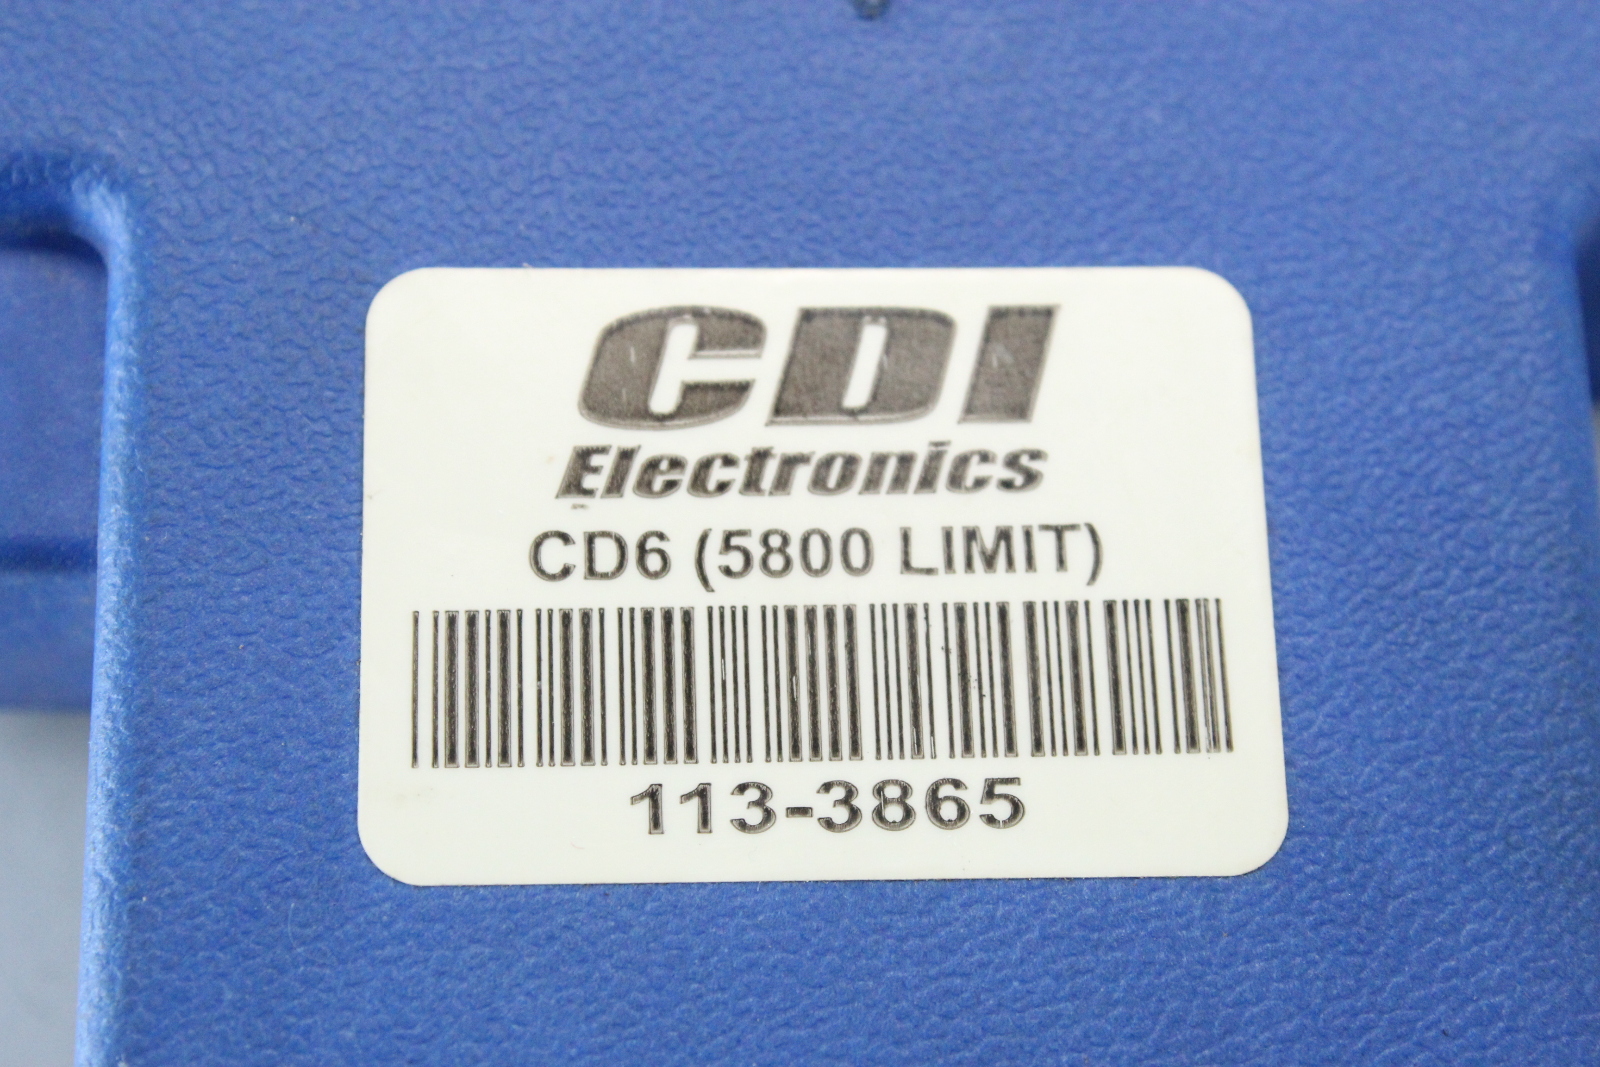 CDI
Electronics
CD6 (5800 LIMIT)
113-3865